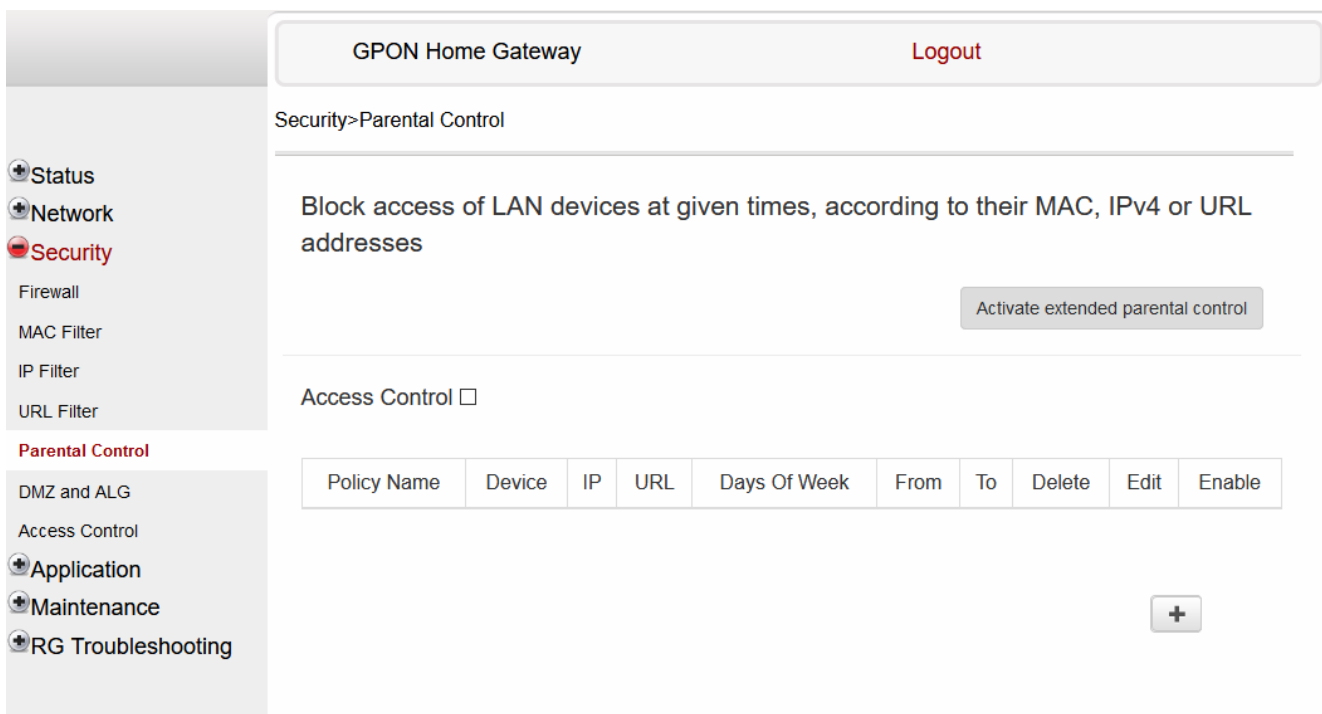 GPON Home Gateway
Logout
Security>Parental Control
Status
Network
Security
Firewall
MAC Filter
IP Filter
URL Filter
Parental Control
DMZ and ALG
Access Control
Application
Maintenance
RG Troubleshooting
Block access of LAN devices at given times, according to their MAC, IPv4 or URL
addresses
Activate extended parental control
Access Control
Policy Name Device IP URL Days Of Week From To Delete Edit Enable